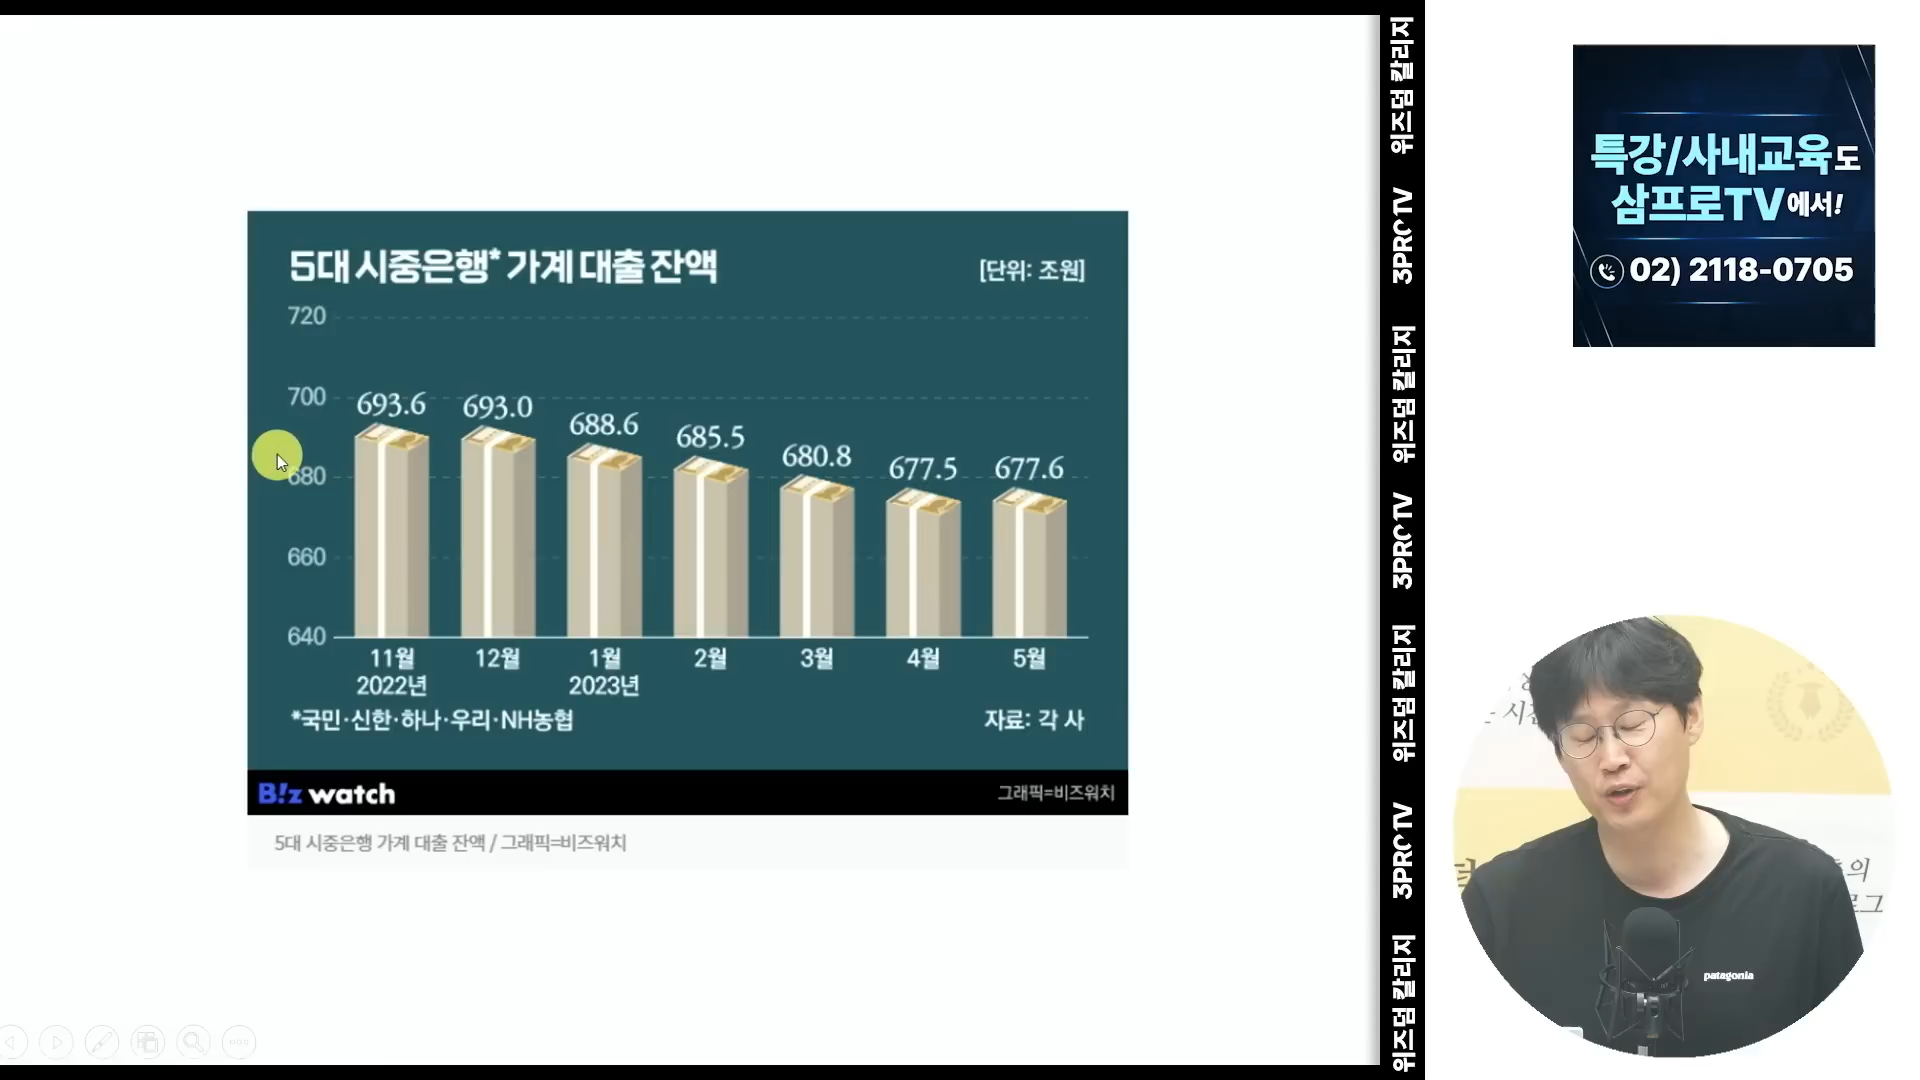 5대 시중은행* 가계 대출 잔액
[단위: 조원]
720
700
680
660
640
693.6
693.0
688.6
685.5
680.8
677.5
677.6
11월
2022년
12월
1월
2023년
2월
3월
4월
5월
*국민·신한·하나·우리·NH농협
자료: 각 사
B!z watch
그래픽=비즈워치
5대 시중은행 가계 대출 잔액 / 그래픽=비즈워치
위즈덤 칼리지
3PROTV
위즈덤 칼리지
3PROTV
위즈덤 칼리지
3PROTV
위즈덤 칼리지
특강/사내교육도
삼프로TV에서!
02) 2118-0705
patagonia